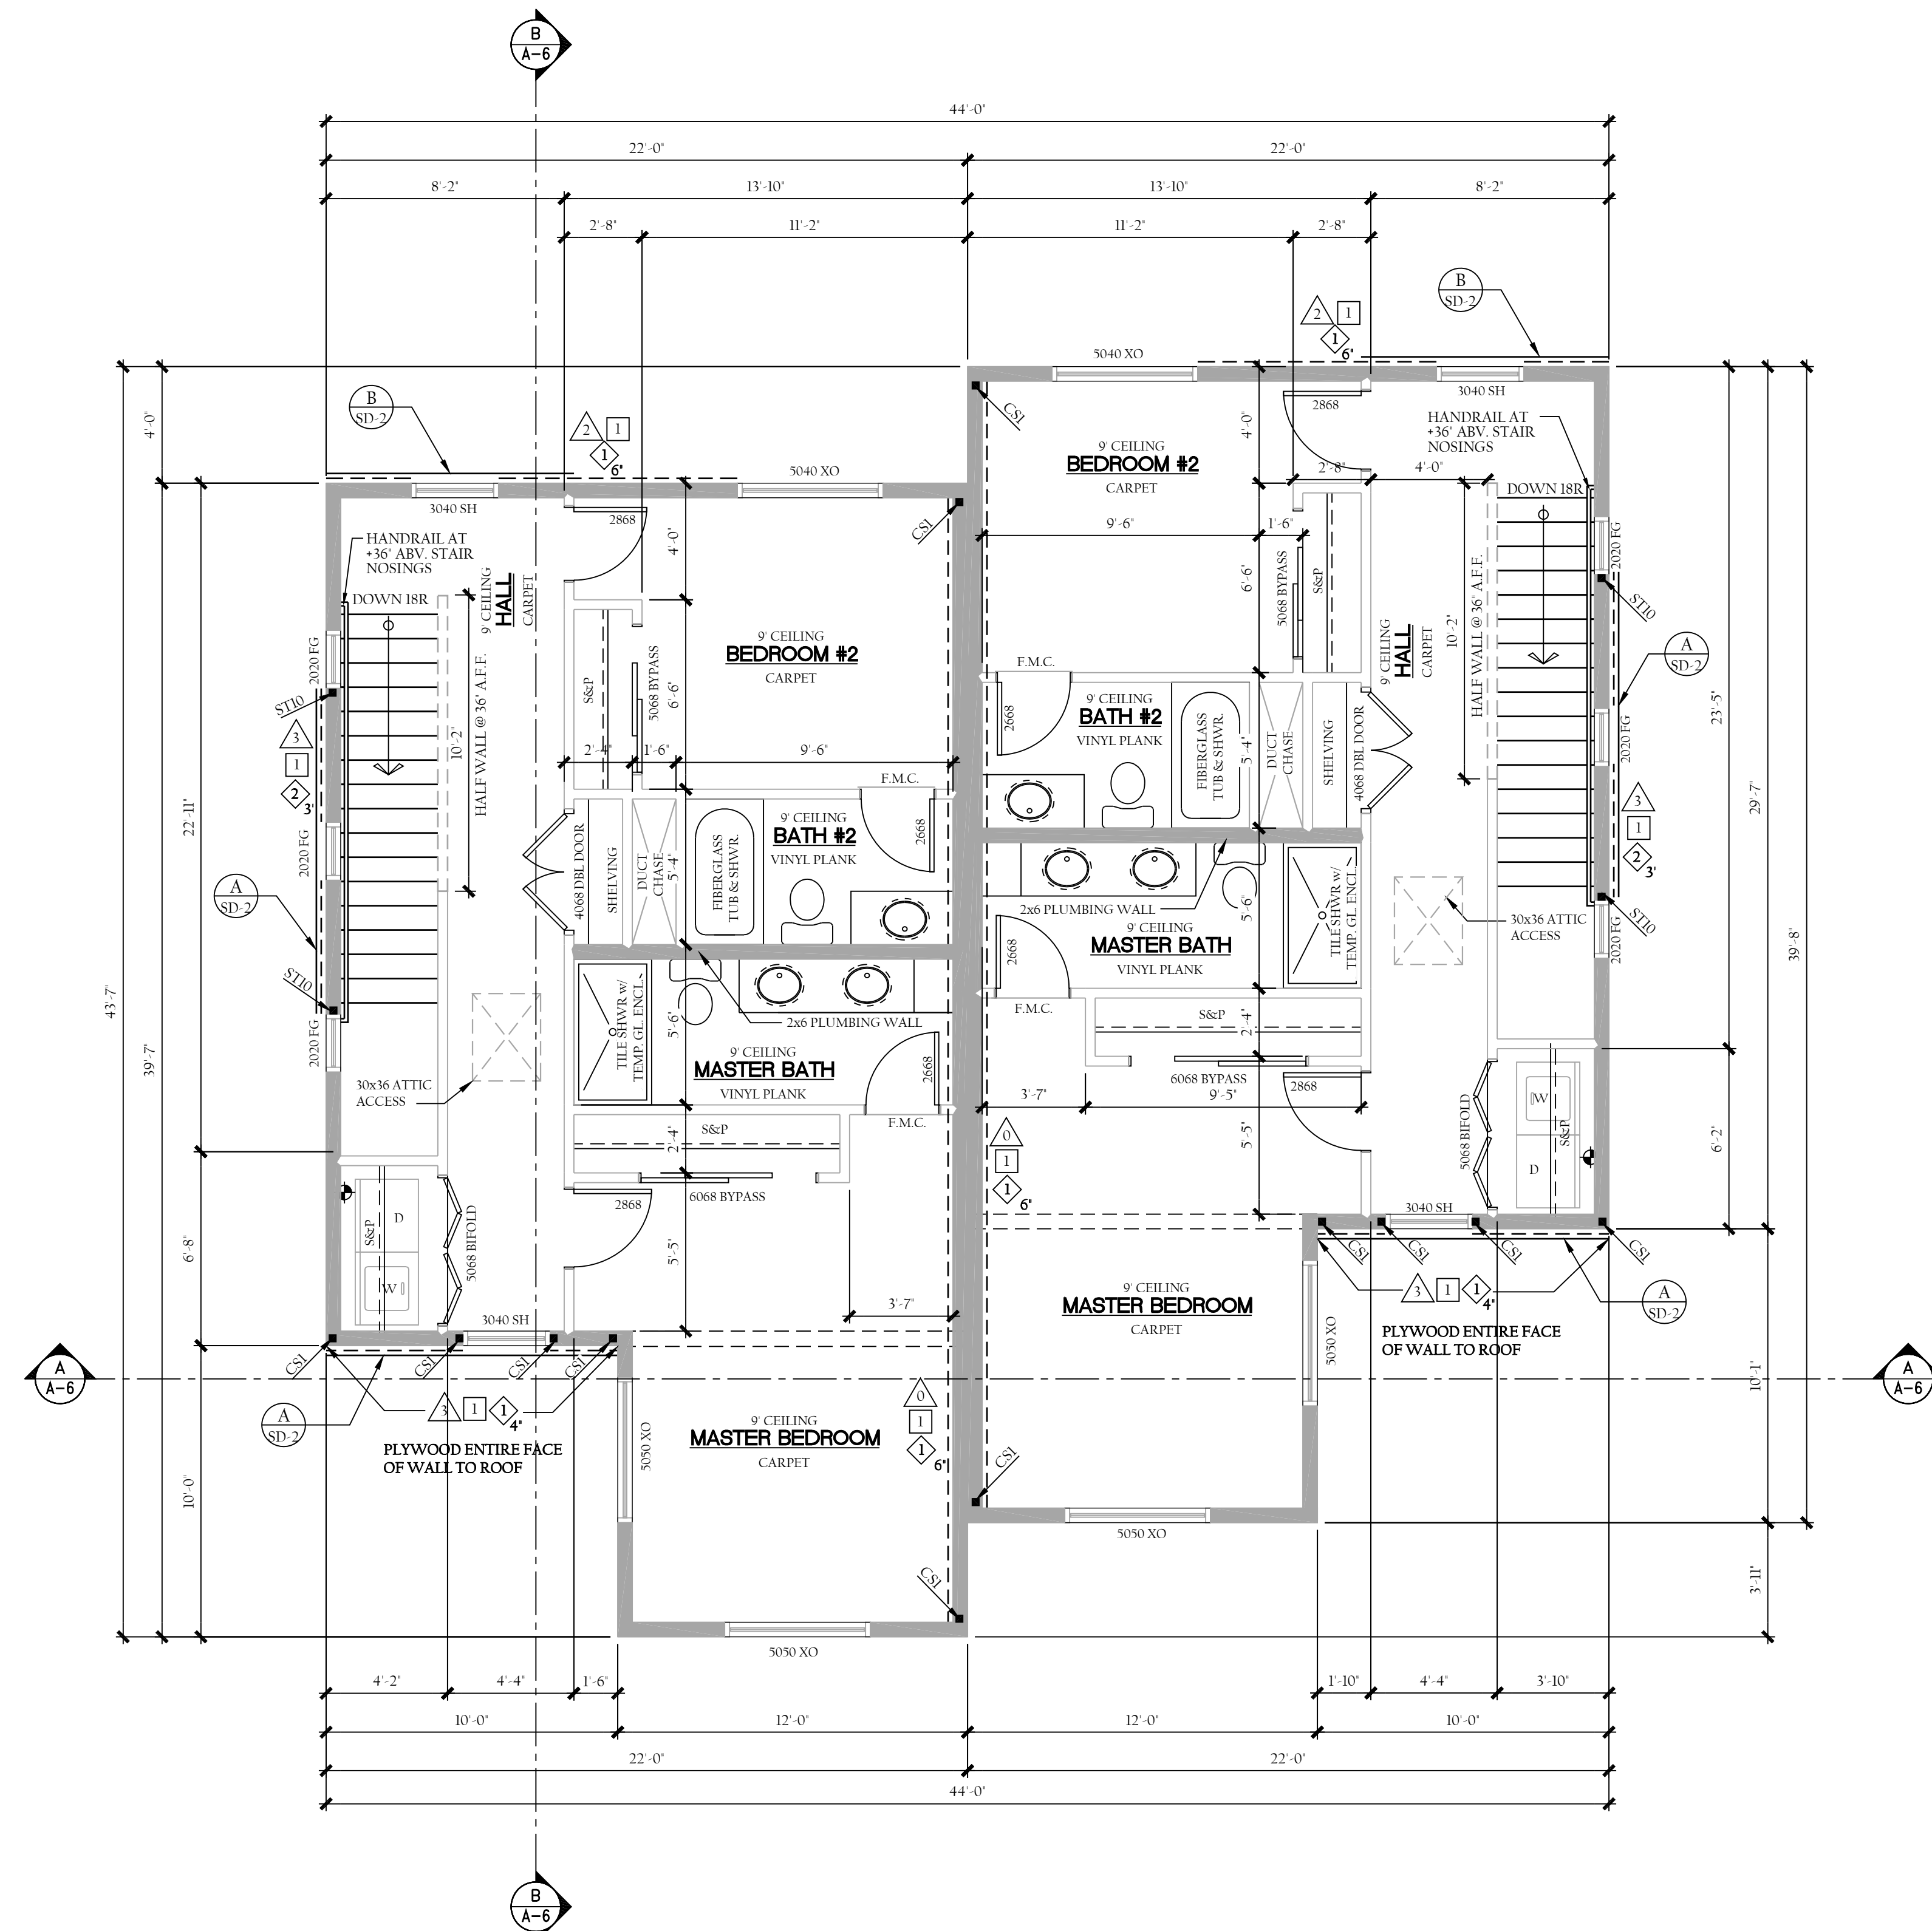 B
A-6
44'-0"
22'-0"
22'-0"
8'-2"
13'-10"
13'-10"
8'-2"
2'-8"
11'-2"
11'-2"
2'-8"
B
SD-2
2
1
1
6"
5040 XO
3040 SH
2868
CS1
HANDRAIL AT
+36" ABV. STAIR
NOSINGS
9' CEILING
BEDROOM #2
CARPET
4'-0"
2'-8"
4'-0"
DOWN 18R
9'-6"
1'-6"
6'-6"
5068 BYPASS
S&P
2020 FG
ST10
A
SD-2
10'-2"
HALF WALL @ 36" A.F.F.
9' CEILING
HALL
CARPET
F.M.C.
2668
9' CEILING
BATH #2
VINYL PLANK
FIBERGLASS
TUB & SHWR.
5'-4"
DUCT
CHASE
SHELVING
4068 DBL DOOR
2020 FG
3
1
2
3'
23'-5"
29'-7"
39'-8"
2x6 PLUMBING WALL
5'-6"
TILE SHWR w/
TEMP. GL. ENCL.
30x36 ATTIC
ACCESS
ST10
2020 FG
2668
9' CEILING
MASTER BATH
VINYL PLANK
F.M.C.
S&P
2'-4"
6068 BYPASS
2868
3'-7"
9'-5"
0
1
1
6"
5'-5"
5068 BIFOLD
W
D
S&P
6'-2"
3040 SH
CS1
CS1
CS1
CS1
3
1
1
4"
A
SD-2
PLYWOOD ENTIRE FACE
OF WALL TO ROOF
9' CEILING
MASTER BEDROOM
CARPET
5050 XO
10'-1"
A
A-6
CS1
5050 XO
3'-11"
B
SD-2
4'-0"
2
1
1
6"
5040 XO
3040 SH
2868
CS1
HANDRAIL AT
+36" ABV. STAIR
NOSINGS
DOWN 18R
9' CEILING
HALL
CARPET
4'-0"
9' CEILING
BEDROOM #2
CARPET
2020 FG
ST10
3
1
2
3'
10'-2"
HALF WALL @ 36" A.F.F.
S&P
5068 BYPASS
6'-6"
2'-4"
1'-6"
9'-6"
F.M.C.
22'-11"
2020 FG
A
SD-2
4068 DBL DOOR
SHELVING
DUCT
CHASE
5'-4"
FIBERGLASS
TUB & SHWR.
9' CEILING
BATH #2
VINYL PLANK
2668
ST10
2020 FG
43'-7"
39'-7"
TILE SHWR w/
TEMP. GL. ENCL.
5'-6"
2x6 PLUMBING WALL
9' CEILING
MASTER BATH
VINYL PLANK
2668
30x36 ATTIC
ACCESS
F.M.C.
S&P
2'-4"
6068 BYPASS
2868
S&P
D
W
5068 BIFOLD
6'-8"
5'-5"
3'-7"
3040 SH
CS1
CS1
CS1
CS1
A
A-6
A
SD-2
3
1
1
4"
PLYWOOD ENTIRE FACE
OF WALL TO ROOF
5050 XO
0
1
1
6"
9' CEILING
MASTER BEDROOM
CARPET
10'-0"
CS1
5050 XO
4'-2"
4'-4"
1'-6"
1'-10"
4'-4"
3'-10"
10'-0"
12'-0"
12'-0"
10'-0"
22'-0"
22'-0"
44'-0"
B
A-6